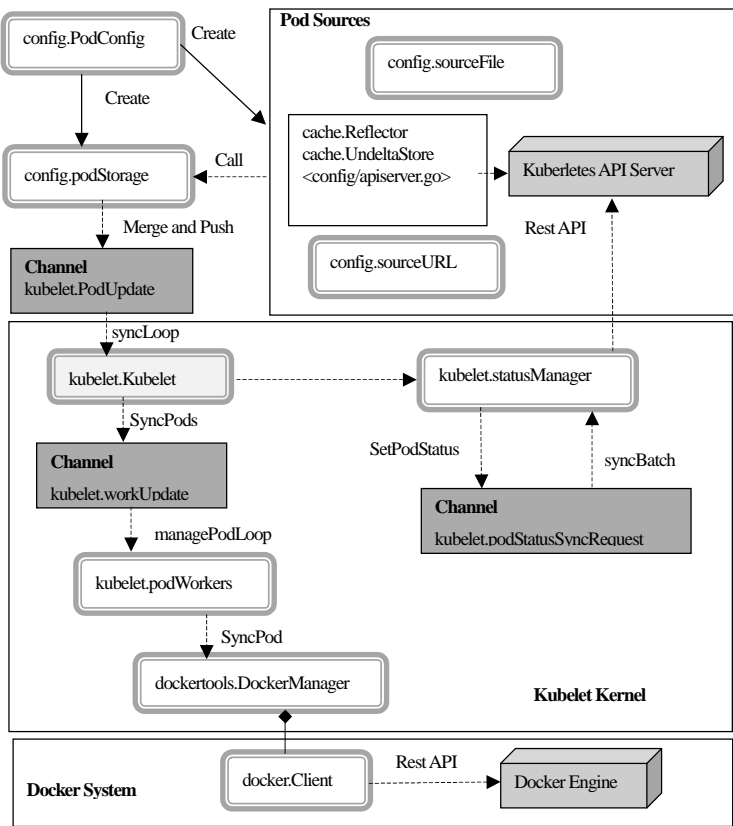 Pod Sources
config.PodConfig
Create
config.sourceFile
Create
cache.Reflector
cache.UndeltaStore
<config/apiserver.go>
config.podStorage
Call
Kuberletes API Server
Merge and Push
Rest API
config.sourceURL
Channel
kubelet.PodUpdate
syncLoop
kubelet.Kubelet
kubelet.statusManager
SyncPods
SetPodStatus
syncBatch
Channel
kubelet.workUpdate
Channel
kubelet.podStatusSyncRequest
managePodLoop
kubelet.podWorkers
SyncPod
dockertools.DockerManager
Kubelet Kernel
Rest API
docker.Client
Docker Engine
Docker System